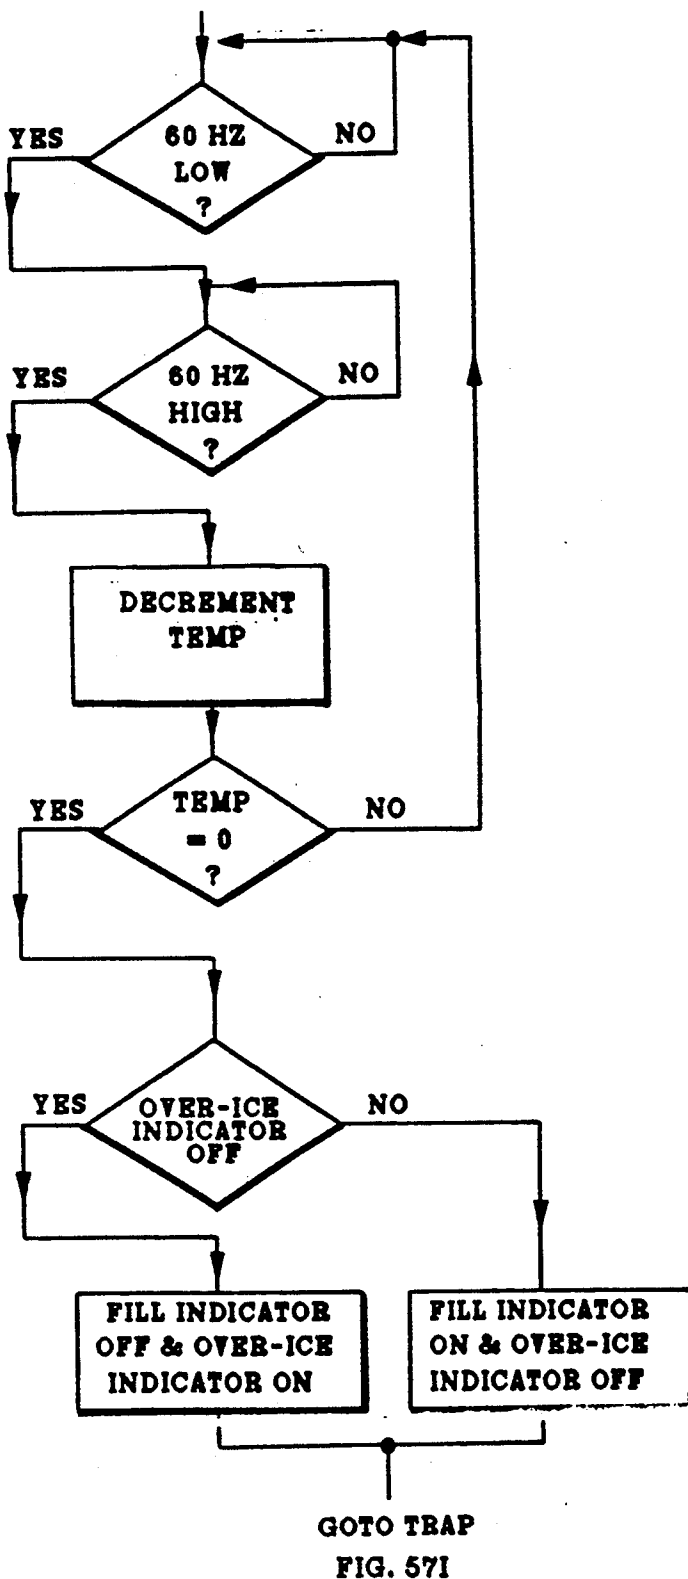 YES
60 HZ
LOW
?
NO
YES
60 HZ
HIGH
?
NO
DECREMENT
TEMP
YES
TEMP
= 0
?
NO
YES
OVER-ICE
INDICATOR
OFF
NO
FILL INDICATOR
OFF & OVER-ICE
INDICATOR ON
FILL INDICATOR
ON & OVER-ICE
INDICATOR OFF
GOTO TRAP
FIG. 57I